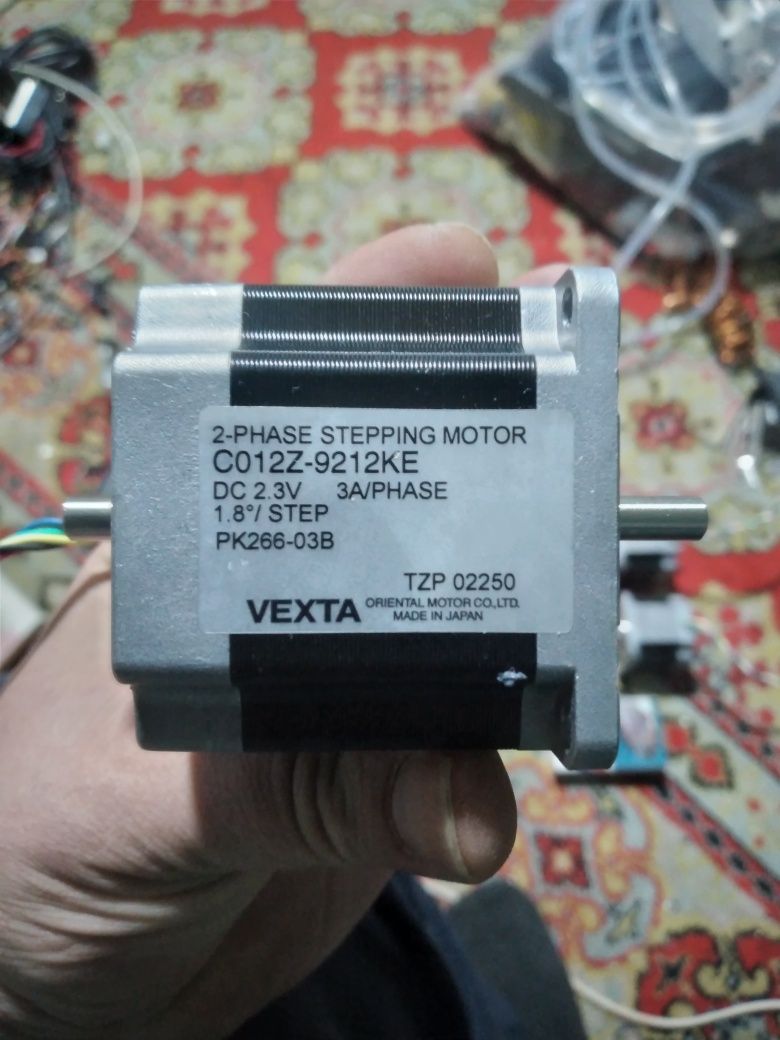 2-PHASE STEPPING MOTOR
C012Z-9212KE
DC 2.3V 3A/PHASE
1.8°/ STEP
PK266-03B
TZP 02250
VEXTA ORIENTAL MOTOR CO.,LTD.
MADE IN JAPAN